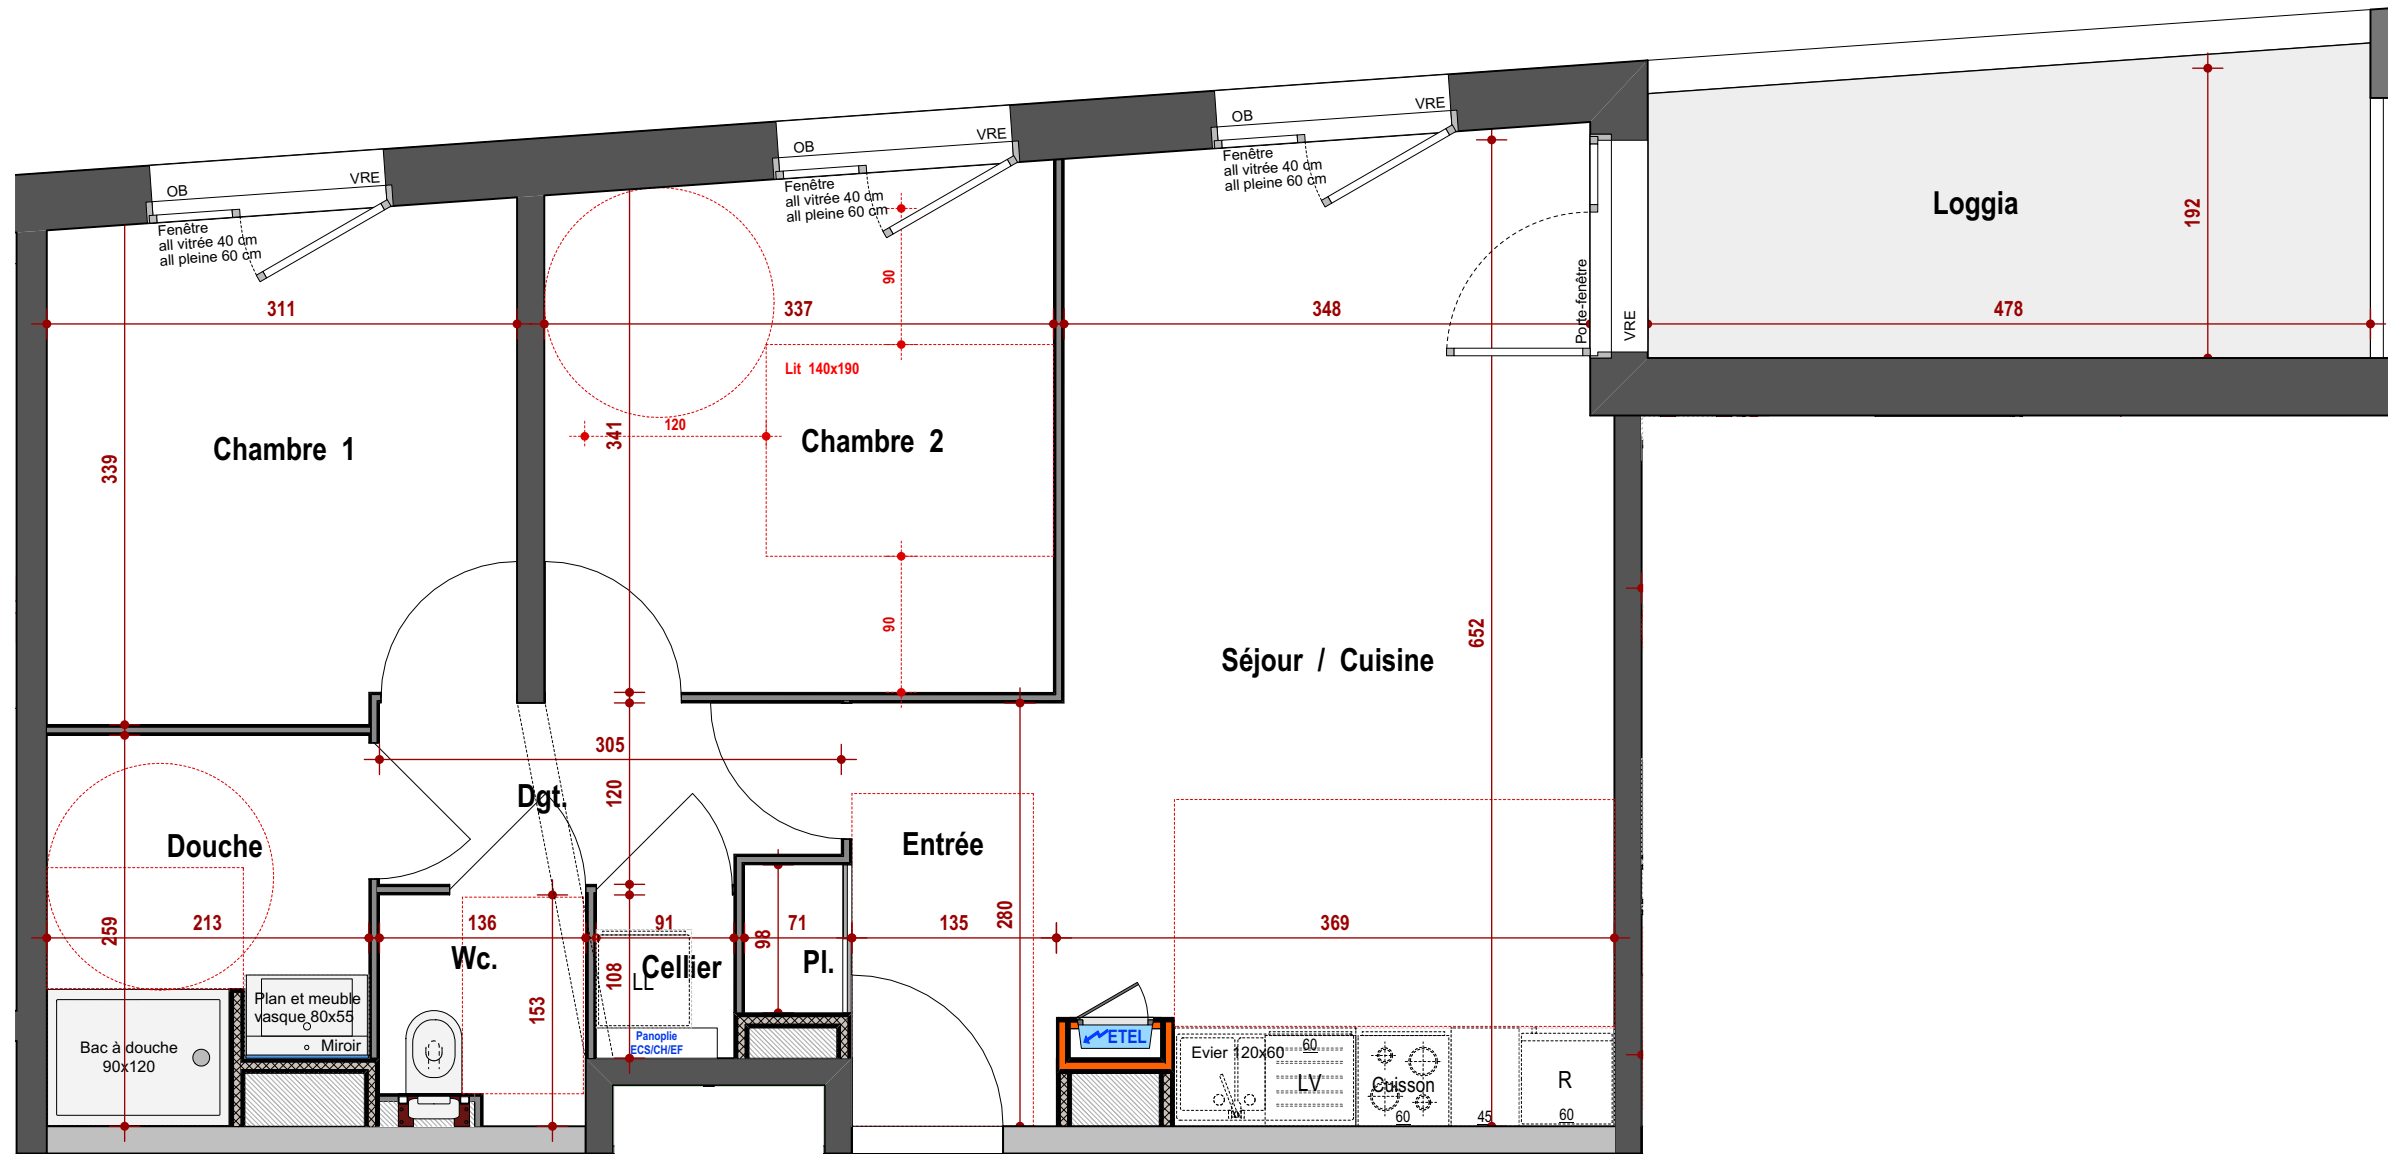 OB
VRE
Fenêtre
all vitrée 40 cm
all pleine 60 cm
OB
VRE
Fenêtre
all vitrée 40 cm
all pleine 60 cm
OB
VRE
Fenêtre
all vitrée 40 cm
all pleine 60 cm
Loggia
192
Porte-fenêtre
VRE
311
337
90
348
478
Lit 140x190
120
341
Chambre 1
Chambre 2
339
90
652
Séjour / Cuisine
305
120
Dgt.
Douche
Entrée
259
213
136
91
71
98
135
280
369
Wc.
153
108
Cellier
LL
Pl.
Plan et meuble
vasque 80x55
Miroir
Bac à douche
90x120
Panoplie
ECS/CH/EF
ETEL
Evier 120x60
60
LV
Cuisson
60
45
R
60